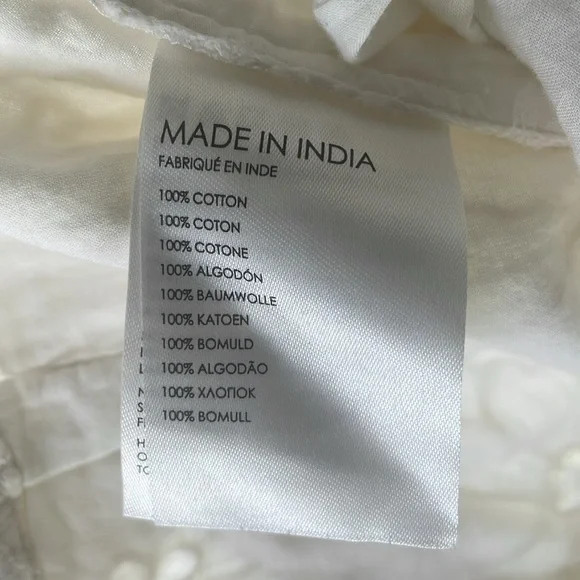 MADE IN INDIA
FABRIQUÉ EN INDE
100% COTTON
100% COTON
100% COTONE
100% ALGODÓN
100% BAUMWOLLE
100% KATOEN
100% BOMULD
100% ALGODÃO
100% ХЛОПОК
100% BOMULL